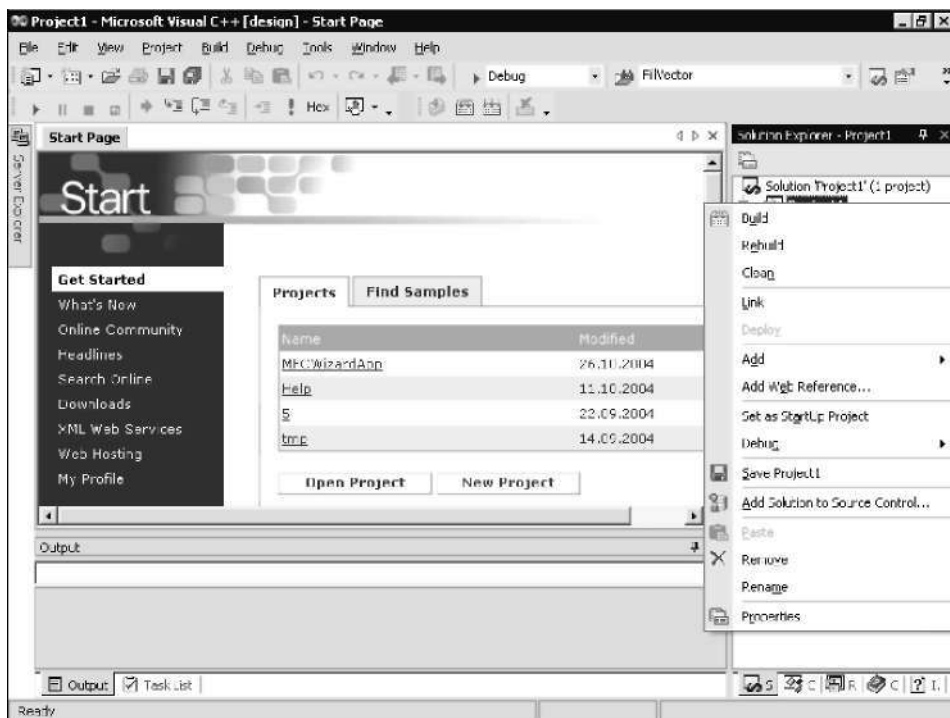 Project1 - Microsoft Visual C++ [design] - Start Page
File Edit View Project Build Debug Tools Window Help
Debug FilVector
Hex
Server Explorer
Start Page
Solution Explorer - Project1
Solution 'Project1' (1 project)
Start
Get Started
What's New
Online Community
Headlines
Search Online
Downloads
XML Web Services
Web Hosting
My Profile
Projects Find Samples
Name Modified
MFCWizardApp 26.10.2004
Help 11.10.2004
5 22.09.2004
tmp 14.09.2004
Open Project New Project
Build
Rebuild
Clean
Link
Deploy
Add
Add Web Reference...
Set as StartUp Project
Debug
Save Project1
Add Solution to Source Control...
Paste
Remove
Rename
Properties
Output
Output Task List
S C R C I.
Ready